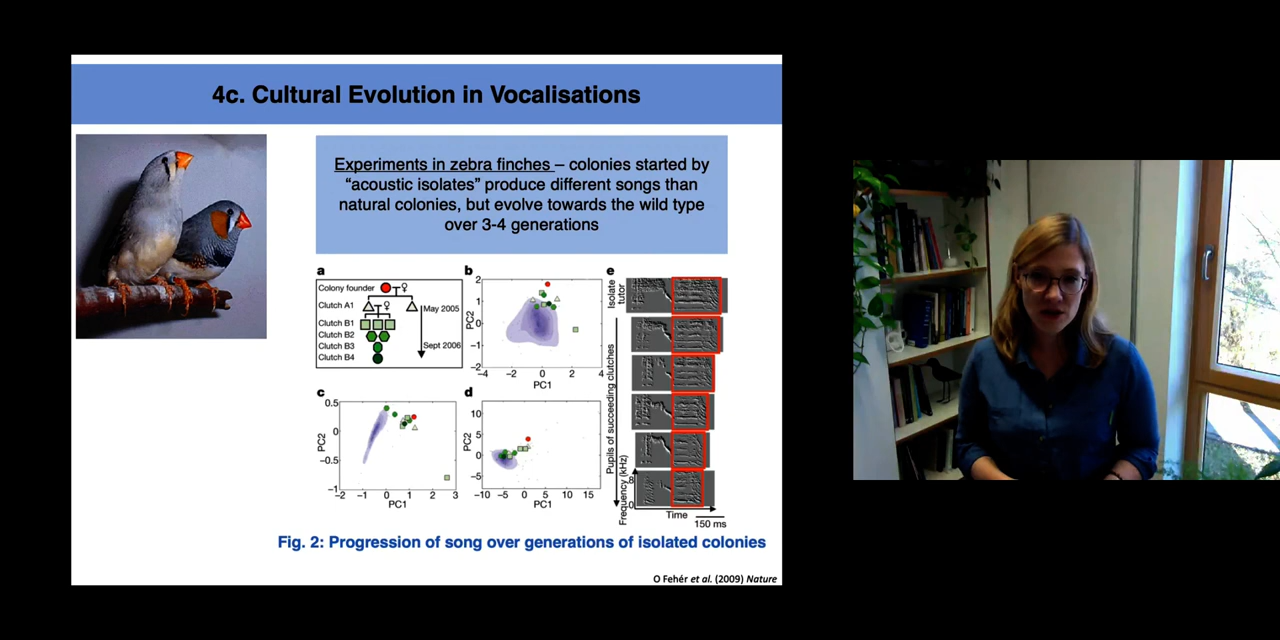 4c. Cultural Evolution in Vocalisations
Experiments in zebra finches – colonies started by
“acoustic isolates” produce different songs than
natural colonies, but evolve towards the wild type
over 3-4 generations
a
Colony founder
♀
Clutch A1
♀
May 2005
Clutch B1
Clutch B2
Clutch B3
Sept 2006
Clutch B4
b
PC2
2
1
0
−1
−2
−4
−2
0
2
4
PC1
c
PC2
0.5
0
−0.5
−1
−2
−1
0
1
2
3
PC1
d
PC2
10
5
0
−5
−10
−5
0
5
10
15
PC1
e
Isolate
tutor
Pupils of succeeding clutches
Frequency (kHz)
8
0
Time
150 ms
Fig. 2: Progression of song over generations of isolated colonies
O Fehér et al. (2009) Nature